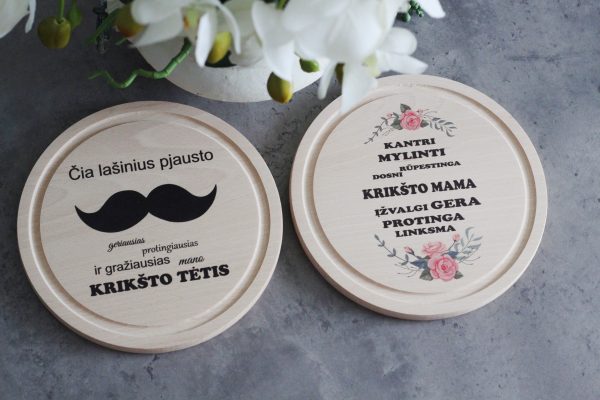 Čia lašinius pjausto
geriausias
protingiausias
ir gražiausias mano
KRIKŠTO TĖTIS
KANTRI
MYLINTI
RŪPESTINGA
DOSNI
KRIKŠTO MAMA
ĮŽVALGI GERA
PROTINGA
LINKSMA